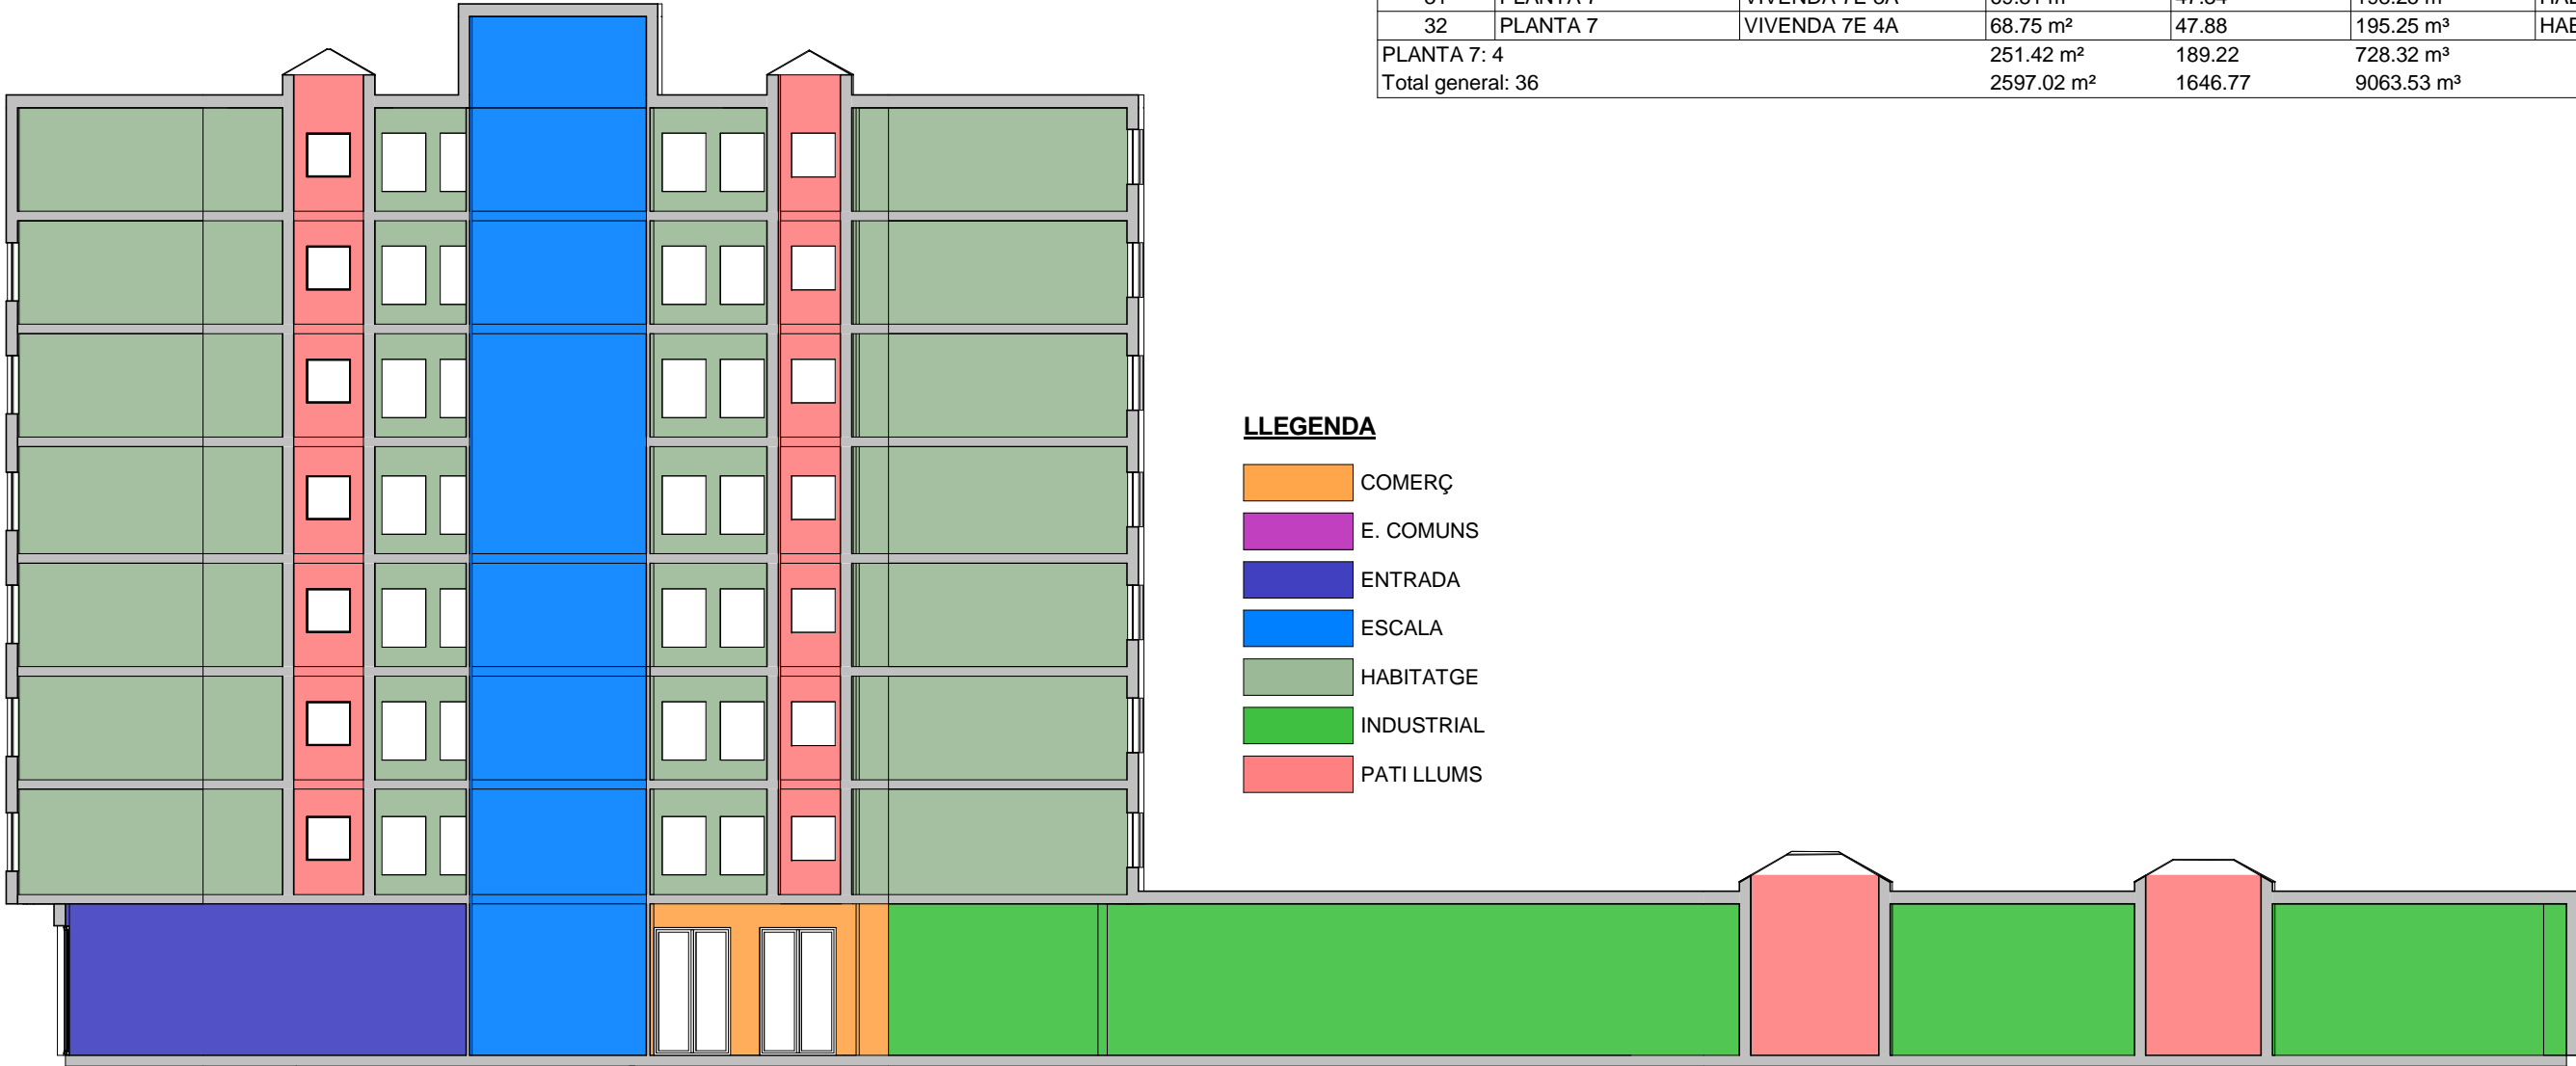 32 PLANTA 7 VIVENDA 7E 4A 68.75 m² 47.88 195.25 m³
PLANTA 7: 4 251.42 m² 189.22 728.32 m³
Total general: 36 2597.02 m² 1646.77 9063.53 m³
LLEGENDA
COMERÇ
E. COMUNS
ENTRADA
ESCALA
HABITATGE
INDUSTRIAL
PATI LLUMS